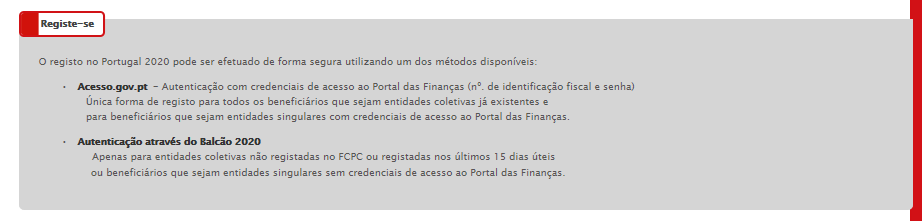 Registe-se
O registo no Portugal 2020 pode ser efetuado de forma segura utilizando um dos métodos disponíveis:
· Acesso.gov.pt - Autenticação com credenciais de acesso ao Portal das Finanças (nº. de identificação fiscal e senha)
Única forma de registo para todos os beneficiários que sejam entidades coletivas já existentes e
para beneficiários que sejam entidades singulares com credenciais de acesso ao Portal das Finanças.
· Autenticação através do Balcão 2020
Apenas para entidades coletivas não registadas no FCPC ou registadas nos últimos 15 dias úteis
ou beneficiários que sejam entidades singulares sem credenciais de acesso ao Portal das Finanças.